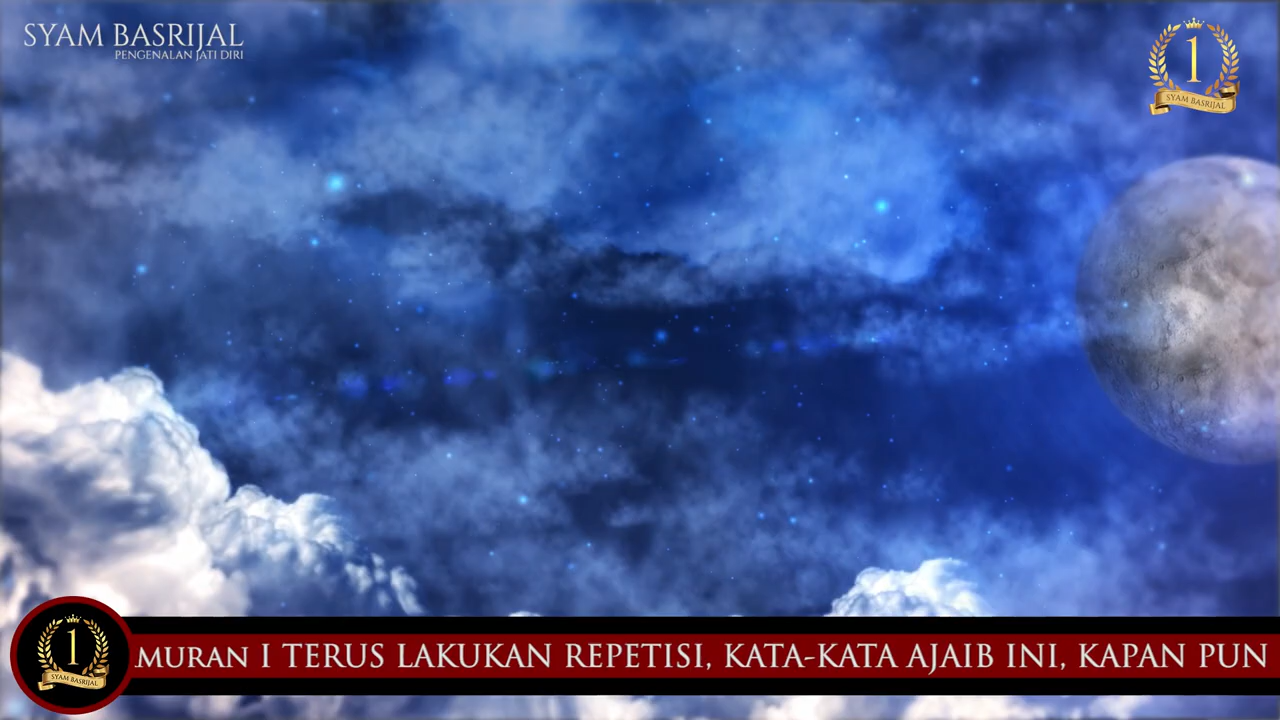 SYAM BASRIJAL
PENGENALAN JATI DIRI
1
SYAM BASRIJAL
1
SYAM BASRIJAL
AMURAN I TERUS LAKUKAN REPETISI, KATA-KATA AJAIB INI, KAPAN PUN